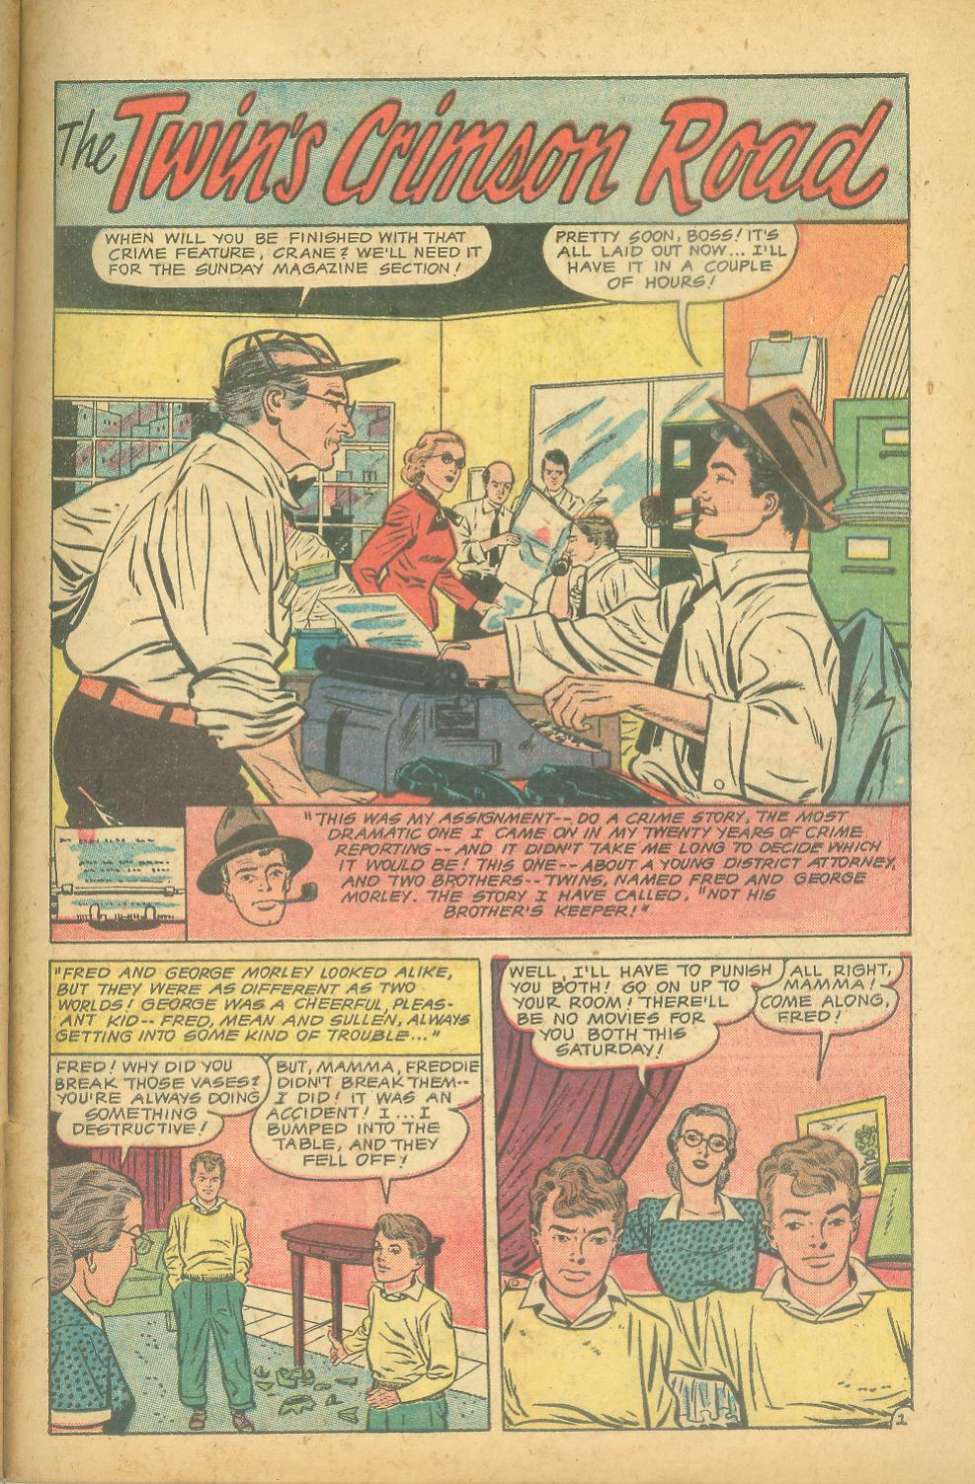 The Twin's Crimson Road
WHEN WILL YOU BE FINISHED WITH THAT
CRIME FEATURE, CRANE? WE'LL NEED IT
FOR THE SUNDAY MAGAZINE SECTION!
PRETTY SOON, BOSS! IT'S
ALL LAID OUT NOW... I'LL
HAVE IT IN A COUPLE
OF HOURS!
"THIS WAS MY ASSIGNMENT-- DO A CRIME STORY, THE MOST
DRAMATIC ONE I CAME ON IN MY TWENTY YEARS OF CRIME
REPORTING-- AND IT DIDN'T TAKE ME LONG TO DECIDE WHICH
IT WOULD BE! THIS ONE-- ABOUT A YOUNG DISTRICT ATTORNEY,
AND TWO BROTHERS-- TWINS, NAMED FRED AND GEORGE
MORLEY. THE STORY I HAVE CALLED, "NOT HIS
BROTHER'S KEEPER!"
"FRED AND GEORGE MORLEY LOOKED ALIKE,
BUT THEY WERE AS DIFFERENT AS TWO
WORLDS! GEORGE WAS A CHEERFUL, PLEAS-
ANT KID-- FRED, MEAN AND SULLEN, ALWAYS
GETTING INTO SOME KIND OF TROUBLE..."
FRED! WHY DID YOU
BREAK THOSE VASES?
YOU'RE ALWAYS DOING
SOMETHING
DESTRUCTIVE!
BUT, MAMMA, FREDDIE
DIDN'T BREAK THEM--
I DID! IT WAS AN
ACCIDENT! I... I
BUMPED INTO THE
TABLE, AND THEY
FELL OFF!
WELL, I'LL HAVE TO PUNISH
YOU BOTH! GO ON UP TO
YOUR ROOM! THERE'LL
BE NO MOVIES FOR
YOU BOTH THIS
SATURDAY!
ALL RIGHT,
MAMMA!
COME ALONG,
FRED!
1